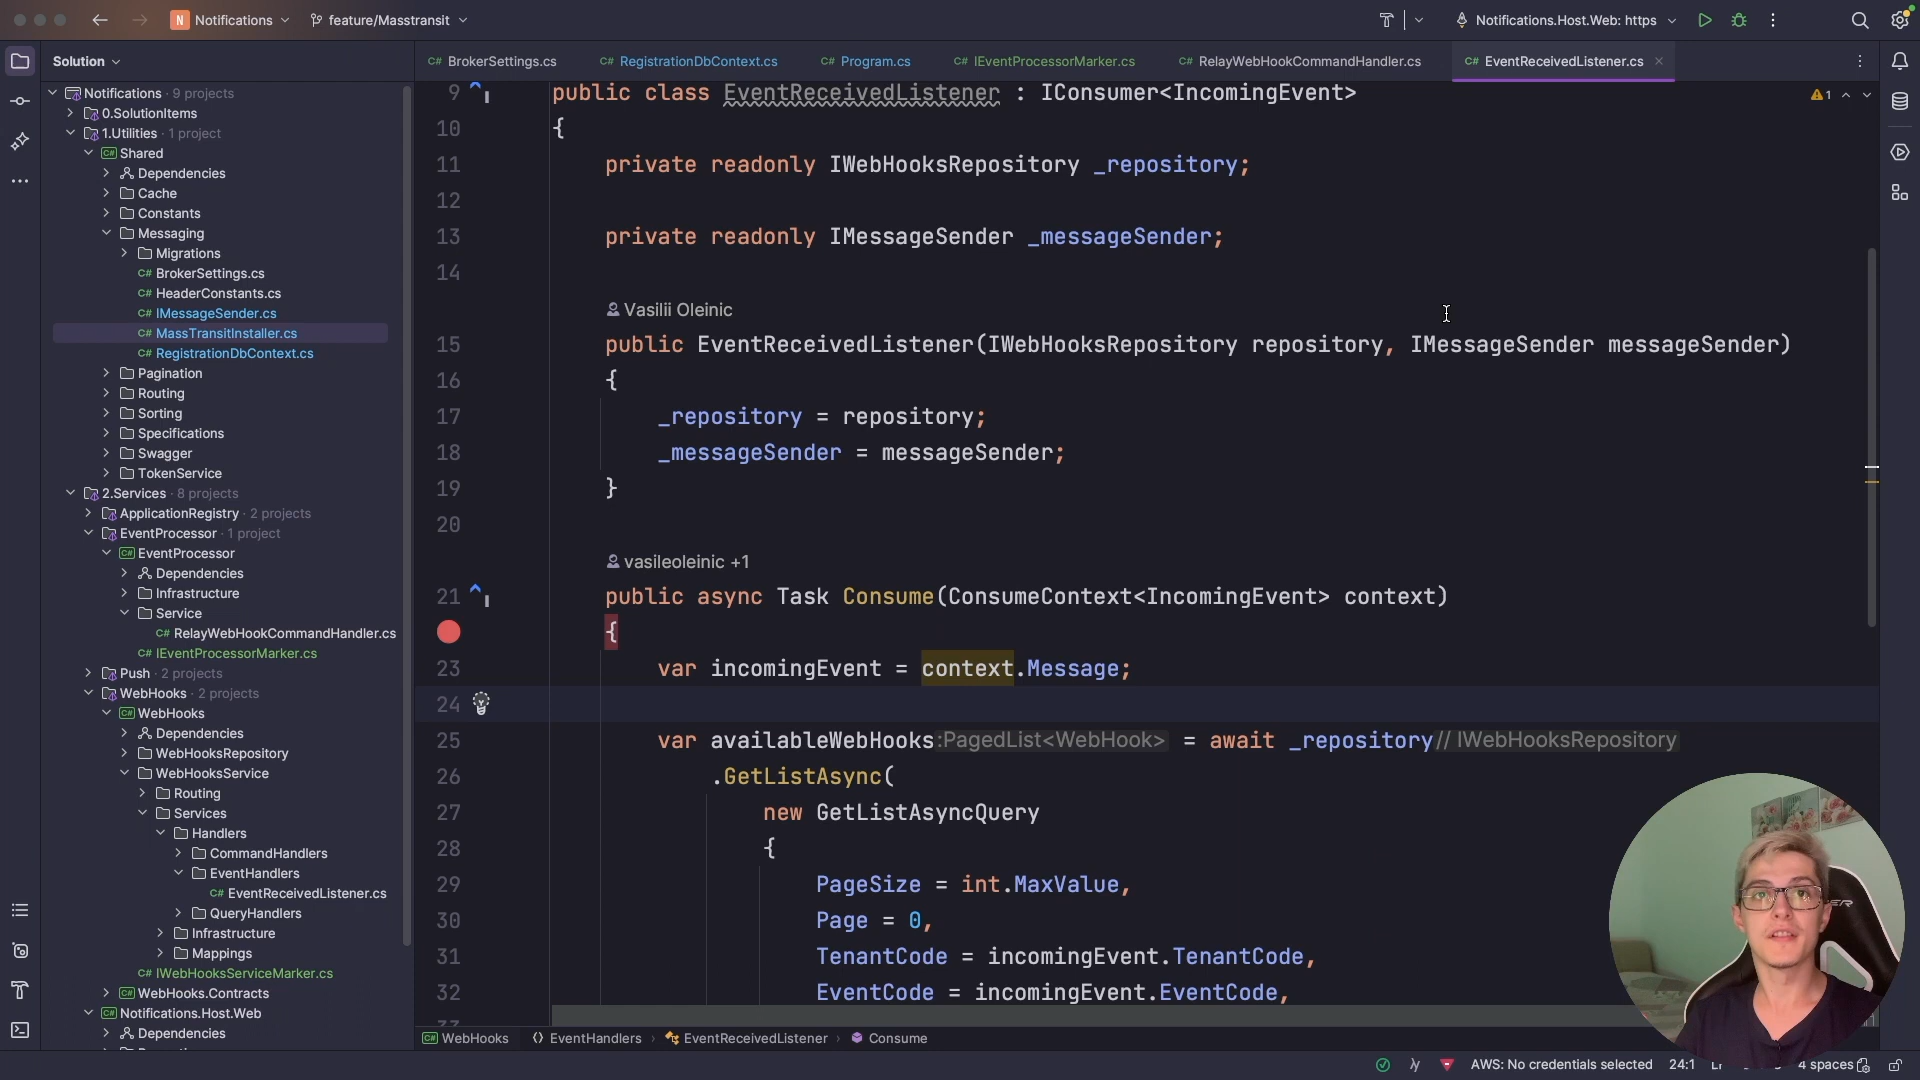 N Notifications feature/Masstransit Notifications.Host.Web: https
Solution
C# BrokerSettings.cs C# RegistrationDbContext.cs C# Program.cs C# IEventProcessorMarker.cs C# RelayWebHookCommandHandler.cs C# EventReceivedListener.cs
Notifications · 9 projects
0.SolutionItems
1.Utilities · 1 project
C# Shared
Dependencies
Cache
Constants
Messaging
Migrations
C# BrokerSettings.cs
C# HeaderConstants.cs
C# IMessageSender.cs
C# MassTransitInstaller.cs
C# RegistrationDbContext.cs
Pagination
Routing
Sorting
Specifications
Swagger
TokenService
2.Services · 8 projects
ApplicationRegistry · 2 projects
EventProcessor · 1 project
C# EventProcessor
Dependencies
Infrastructure
Service
C# RelayWebHookCommandHandler.cs
C# IEventProcessorMarker.cs
Push · 2 projects
WebHooks · 2 projects
C# WebHooks
Dependencies
WebHooksRepository
WebHooksService
Routing
Services
Handlers
CommandHandlers
EventHandlers
C# EventReceivedListener.cs
QueryHandlers
Infrastructure
Mappings
C# IWebHooksServiceMarker.cs
C# WebHooks.Contracts
C# Notifications.Host.Web
Dependencies
9 public class EventReceivedListener : IConsumer<IncomingEvent>
1
10 {
11 private readonly IWebHooksRepository _repository;
12
13 private readonly IMessageSender _messageSender;
14
Vasilii Oleinic
15 public EventReceivedListener(IWebHooksRepository repository, IMessageSender messageSender)
16 {
17 _repository = repository;
18 _messageSender = messageSender;
19 }
20
vasileoleinic +1
21 public async Task Consume(ConsumeContext<IncomingEvent> context)
{
23 var incomingEvent = context.Message;
24
25 var availableWebHooks :PagedList<WebHook> = await _repository // IWebHooksRepository
26 .GetListAsync(
27 new GetListAsyncQuery
28 {
29 PageSize = int.MaxValue,
30 Page = 0,
31 TenantCode = incomingEvent.TenantCode,
32 EventCode = incomingEvent.EventCode,
C# WebHooks EventHandlers › EventReceivedListener › Consume
AWS: No credentials selected 24:1 4 spaces